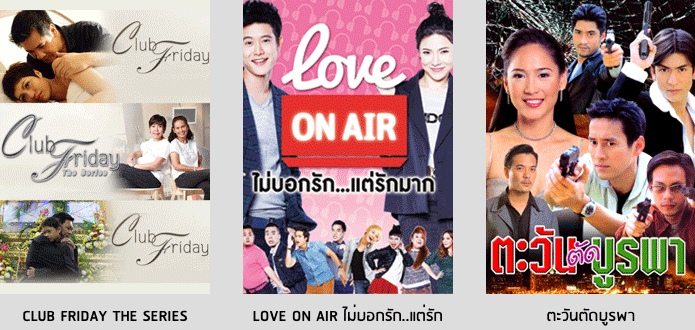 Club
Friday
Club
Friday
The Series
Club
Friday
CLUB FRIDAY THE SERIES
love
ON AIR
ไม่บอกรัก...แต่รักมาก
LOVE ON AIR ไม่บอกรัก..แต่รัก
ตะวันตัดบูรพา
ตะวันตัดบูรพา